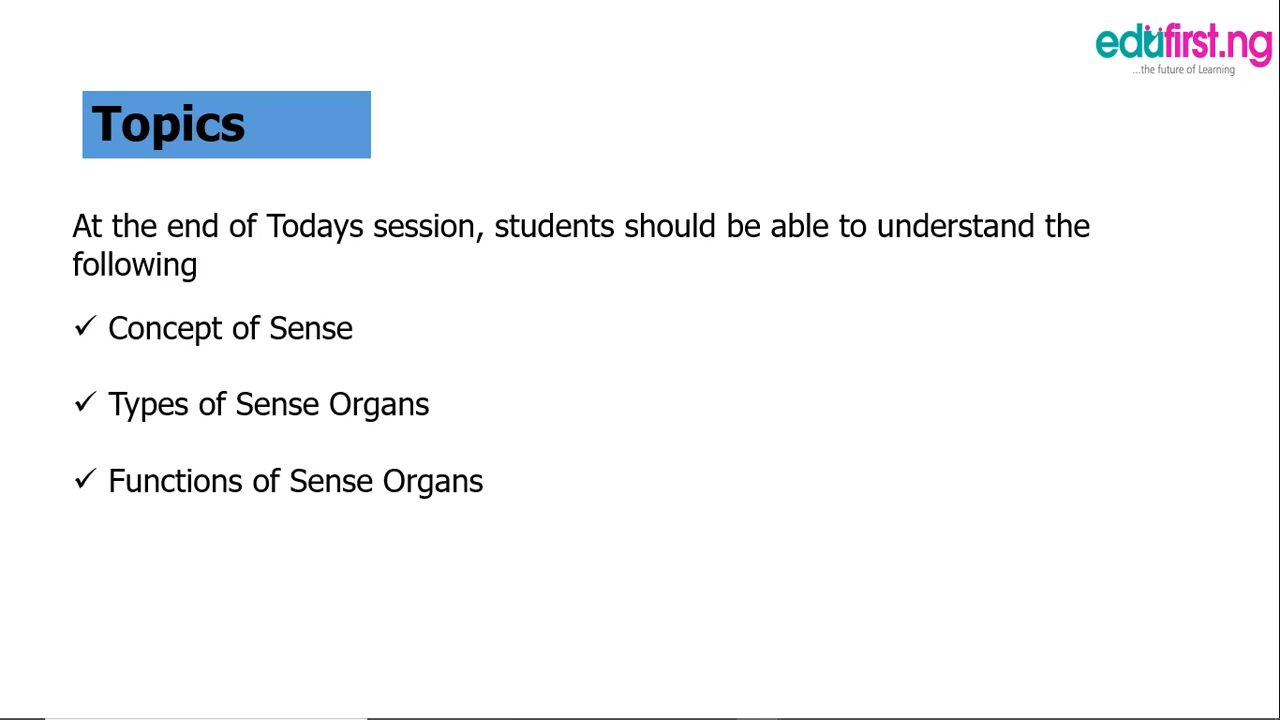 edufirst.ng
...the future of Learning
Topics
At the end of Todays session, students should be able to understand the
following
✓ Concept of Sense
✓ Types of Sense Organs
✓ Functions of Sense Organs